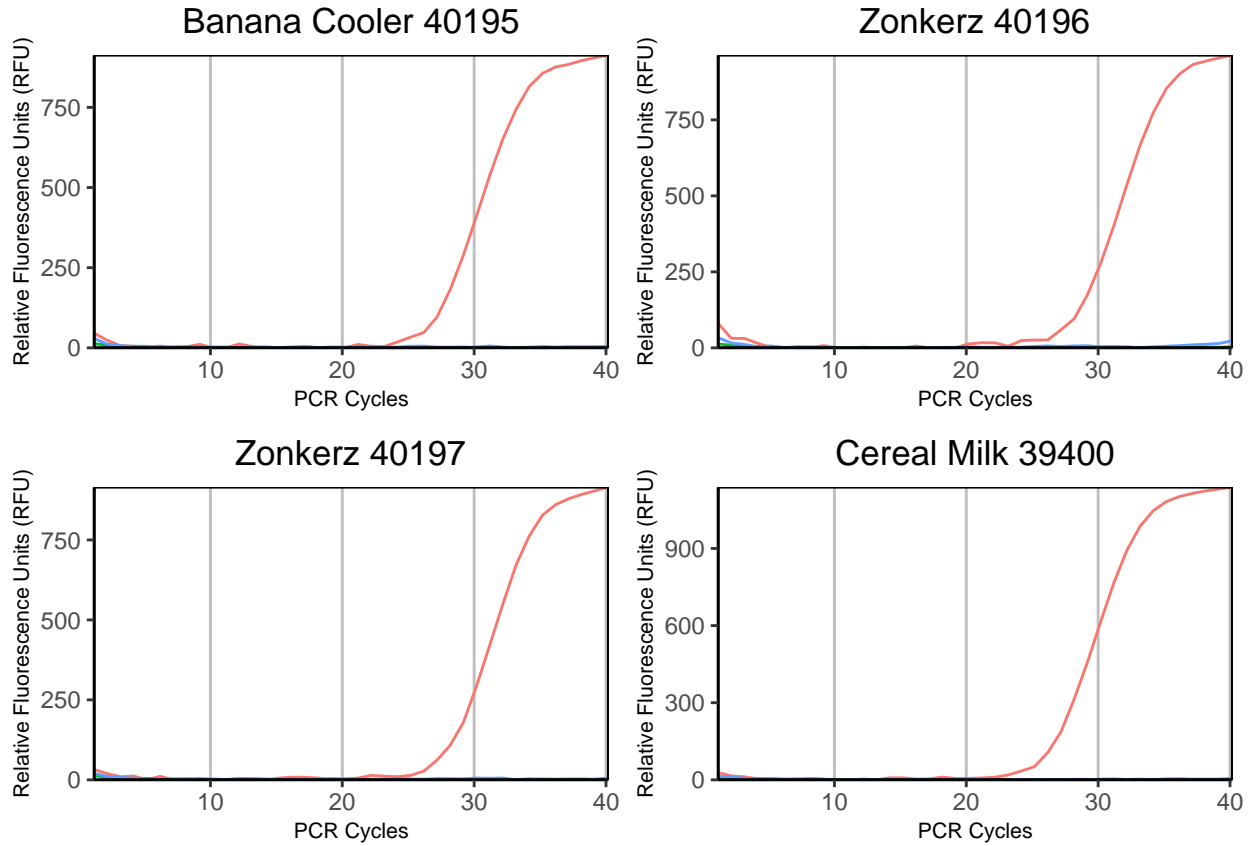 Banana Cooler 40195
Relative Fluorescence Units (RFU)
750
500
250
0
10
20
30
40
PCR Cycles
Zonkerz 40196
Relative Fluorescence Units (RFU)
750
500
250
0
10
20
30
40
PCR Cycles
Zonkerz 40197
Relative Fluorescence Units (RFU)
750
500
250
0
10
20
30
40
PCR Cycles
Cereal Milk 39400
Relative Fluorescence Units (RFU)
900
600
300
0
10
20
30
40
PCR Cycles